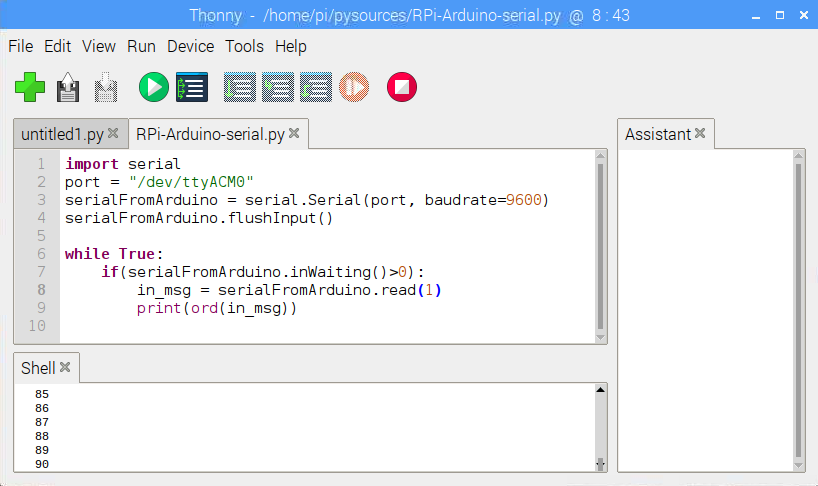 Thonny - /home/pi/pysources/RPi-Arduino-serial.py @ 8 : 43
File Edit View Run Device Tools Help
untitled1.py RPi-Arduino-serial.py Assistant
1 import serial
2 port = "/dev/ttyACM0"
3 serialFromArduino = serial.Serial(port, baudrate=9600)
4 serialFromArduino.flushInput()
5
6 while True:
7 if(serialFromArduino.inWaiting()>0):
8 in_msg = serialFromArduino.read(1)
9 print(ord(in_msg))
10
Shell
85
86
87
88
89
90